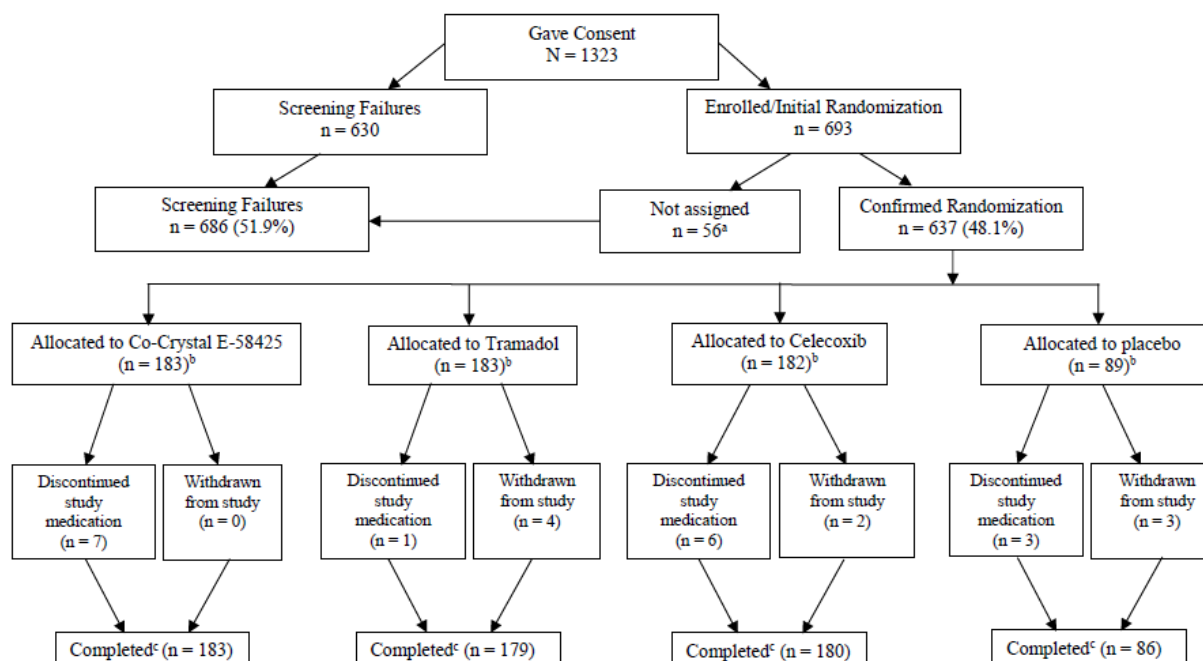 Gave Consent
N = 1323
Screening Failures
n = 630
Enrolled/Initial Randomization
n = 693
Screening Failures
n = 686 (51.9%)
Not assigned
n = 56ᵃ
Confirmed Randomization
n = 637 (48.1%)
Allocated to Co-Crystal E-58425
(n = 183)ᵇ
Allocated to Tramadol
(n = 183)ᵇ
Allocated to Celecoxib
(n = 182)ᵇ
Allocated to placebo
(n = 89)ᵇ
Discontinued
study
medication
(n = 7)
Withdrawn
from study
(n = 0)
Discontinued
study
medication
(n = 1)
Withdrawn
from study
(n = 4)
Discontinued
study
medication
(n = 6)
Withdrawn
from study
(n = 2)
Discontinued
study
medication
(n = 3)
Withdrawn
from study
(n = 3)
Completedᶜ (n = 183)
Completedᶜ (n = 179)
Completedᶜ (n = 180)
Completedᶜ (n = 86)